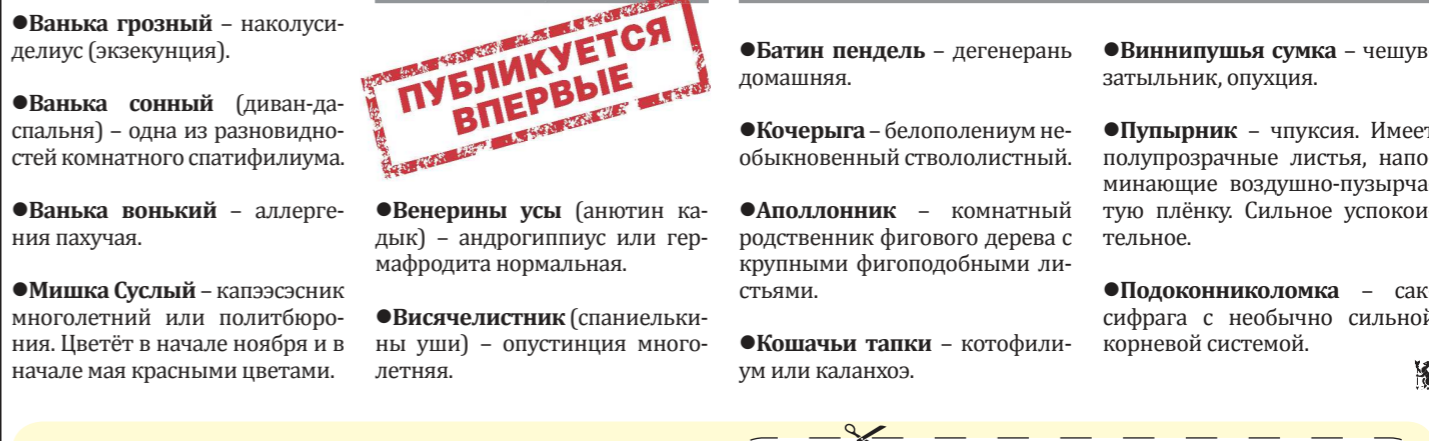 ●Ванька грозный – наколуси-
делиус (экзекунция).
●Ванька сонный (диван-да-
спальня) – одна из разновидно-
стей комнатного спатифилиума.
●Ванька вонький – аллерге-
ния пахучая.
●Мишка Суслый – капээсэсник
многолетний или политбюро-
ния. Цветёт в начале ноября и в
начале мая красными цветами.
ПУБЛИКУЕТСЯ
ВПЕРВЫЕ
●Венерины усы (анютин ка-
дык) – андрогиппиус или гер-
мафродита нормальная.
●Висячелистник (спаниельки-
ны уши) – опустинция много-
летняя.
●Батин пендель – дегенерань
домашняя.
●Кочерыга – белополениум не-
обыкновенный ствололистный.
●Аполлонник – комнатный
родственник фигового дерева с
крупными фигоподобными ли-
стьями.
●Кошачьи тапки – котофили-
ум или каланхоэ.
●Виннипушья сумка – чешув
затыльник, опухция.
●Пупырник – чпуксия. Имеет
полупрозрачные листья, напо
минающие воздушно-пузырча
тую плёнку. Сильное успокои
тельное.
●Подоконниколомка – сак
сифрага с необычно сильной
корневой системой.